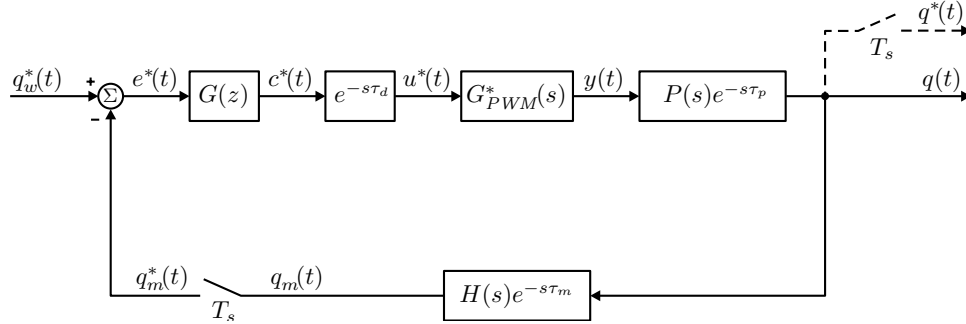 q*(t)
T_s
q*_w(t)
+
Σ
−
e*(t)
G(z)
c*(t)
e^{-sτ_d}
u*(t)
G*_{PWM}(s)
y(t)
P(s)e^{-sτ_p}
q(t)
q*_m(t)
T_s
q_m(t)
H(s)e^{-sτ_m}